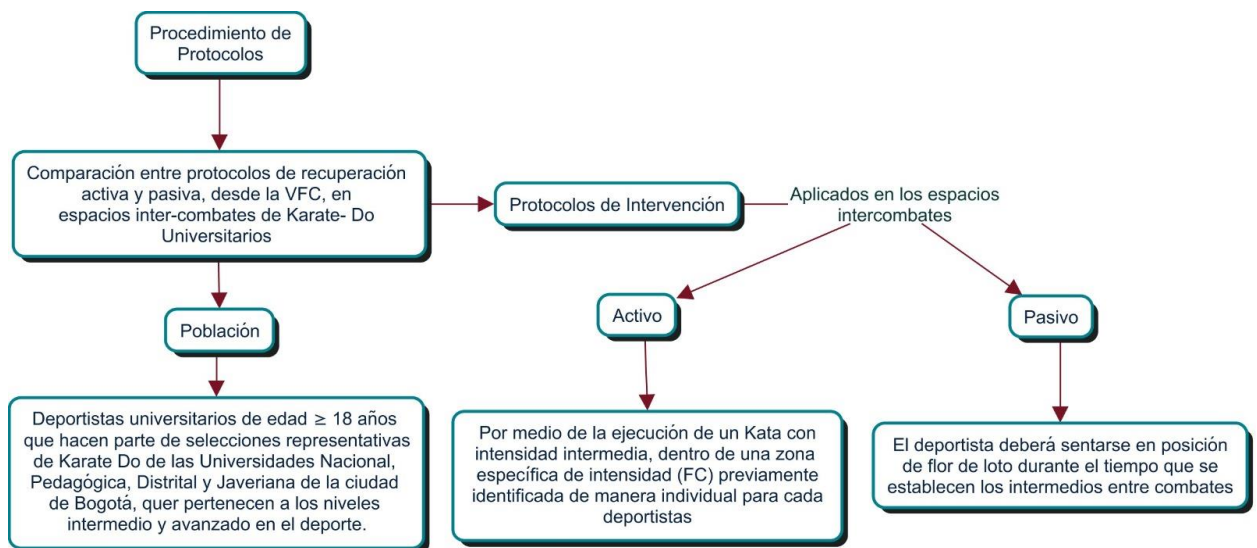 Procedimiento de
Protocolos
Comparación entre protocolos de recuperación
activa y pasiva, desde la VFC, en
espacios inter-combates de Karate- Do
Universitarios
Protocolos de Intervención
Aplicados en los espacios
intercombates
Población
Activo
Pasivo
Deportistas universitarios de edad ≥ 18 años
que hacen parte de selecciones representativas
de Karate Do de las Universidades Nacional,
Pedagógica, Distrital y Javeriana de la ciudad
de Bogotá, quer pertenecen a los niveles
intermedio y avanzado en el deporte.
Por medio de la ejecución de un Kata con
intensidad intermedia, dentro de una zona
específica de intensidad (FC) previamente
identificada de manera individual para cada
deportistas
El deportista deberá sentarse en posición
de flor de loto durante el tiempo que se
establecen los intermedios entre combates